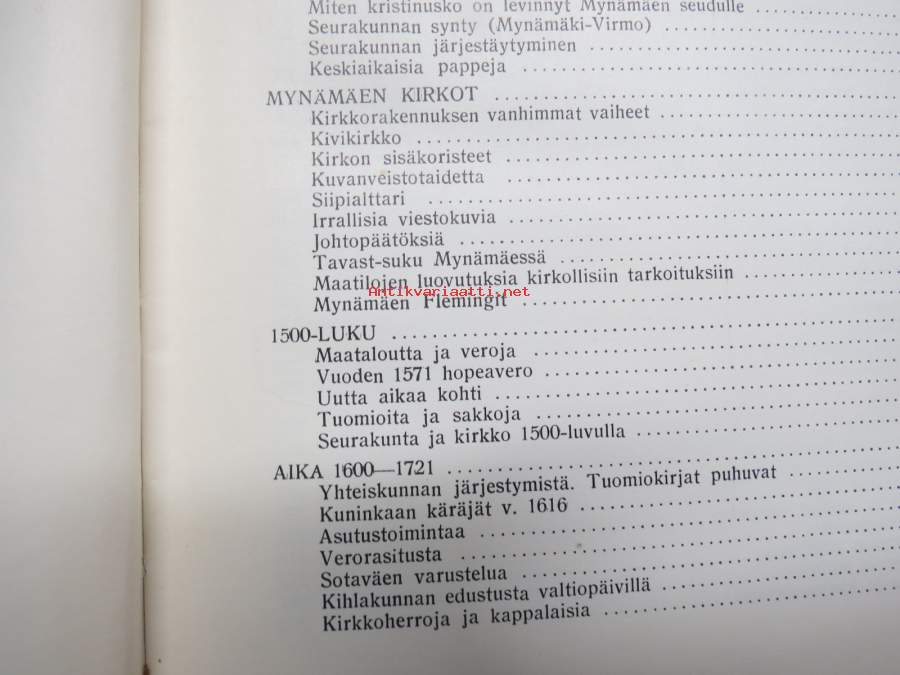 Miten kristinusko on levinnyt Mynämäen seudulle
Seurakunnan synty (Mynämäki-Virmo)
Seurakunnan järjestäytyminen
Keskiaikaisia pappeja
MYNÄMÄEN KIRKOT
Kirkkorakennuksen vanhimmat vaiheet
Kivikirkko
Kirkon sisäkoristeet
Kuvanveistotaidetta
Siipialttari
Irrallisia viestokuvia
Johtopäätöksiä
Tavast-suku Mynämäessä
Maatilojen luovutuksia kirkollisiin tarkoituksiin
Antikvariaatti.net
Mynämäen Flemingit
1500-LUKU
Maataloutta ja veroja
Vuoden 1571 hopeavero
Uutta aikaa kohti
Tuomioita ja sakkoja
Seurakunta ja kirkko 1500-luvulla
AIKA 1600—1721
Yhteiskunnan järjestymistä. Tuomiokirjat puhuvat
Kuninkaan käräjät v. 1616
Asutustoimintaa
Verorasitusta
Sotaväen varustelua
Kihlakunnan edustusta valtiopäivillä
Kirkkoherroja ja kappalaisia